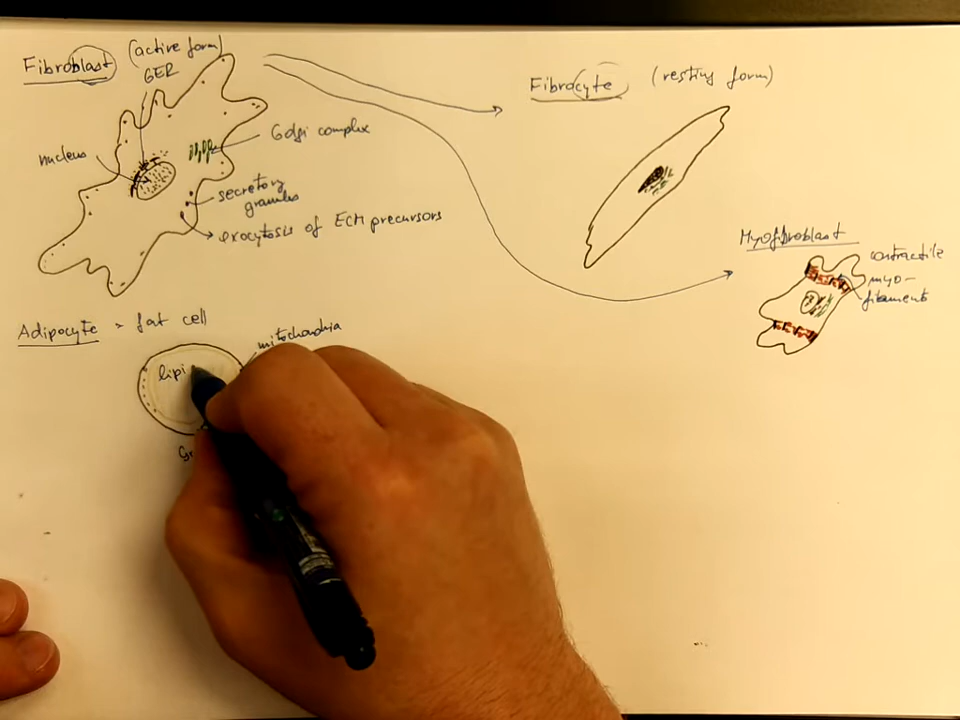 Fibroblast (active form)
GER
Golgi complex
nucleus
secretory
granules
exocytosis of ECM precursors
Fibrocyte (resting form)
Myofibroblast
contractile
myo-
filaments
Adipocyte > fat cell
mitochondria
lipi